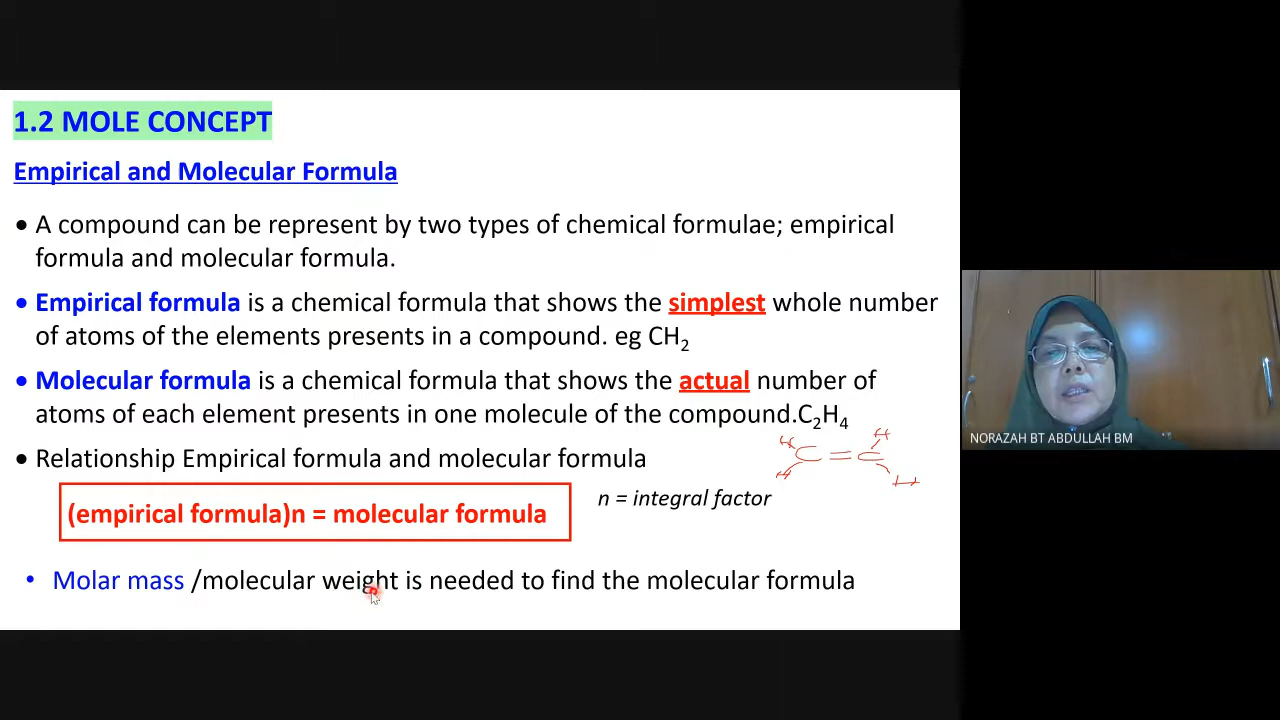 1.2 MOLE CONCEPT
Empirical and Molecular Formula
• A compound can be represent by two types of chemical formulae; empirical
formula and molecular formula.
• Empirical formula is a chemical formula that shows the simplest whole number
of atoms of the elements presents in a compound. eg CH₂
• Molecular formula is a chemical formula that shows the actual number of
atoms of each element presents in one molecule of the compound.C₂H₄
• Relationship Empirical formula and molecular formula
H H
C = C
H H
(empirical formula)n = molecular formula
n = integral factor
• Molar mass /molecular weight is needed to find the molecular formula
NORAZAH BT ABDULLAH BM